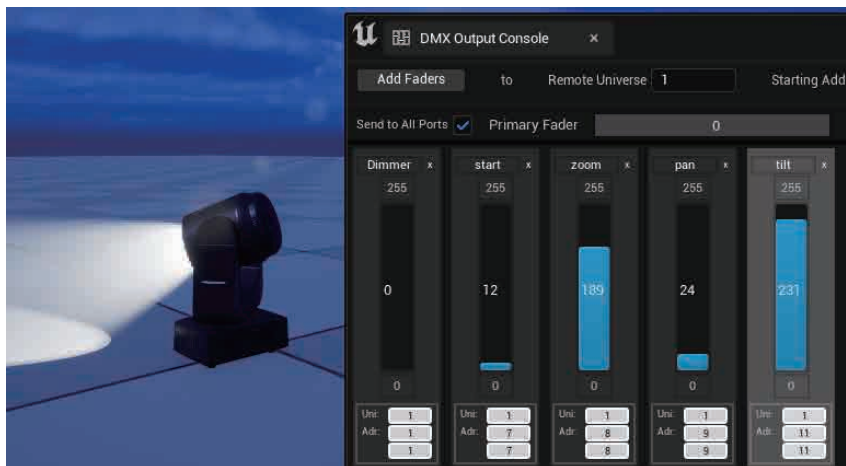 DMX Output Console ×
Add Faders to Remote Universe 1 Starting Add
Send to All Ports Primary Fader 0
Dimmer x start x zoom x pan x tilt x
255 255 255 255 255
0 12 189 24 231
0 0 0 0 0
Uni: 1 Uni: 1 Uni: 1 Uni: 1 Uni: 1
Adr: 1 Adr: 7 Adr: 8 Adr: 9 Adr: 11
1 7 8 9 11